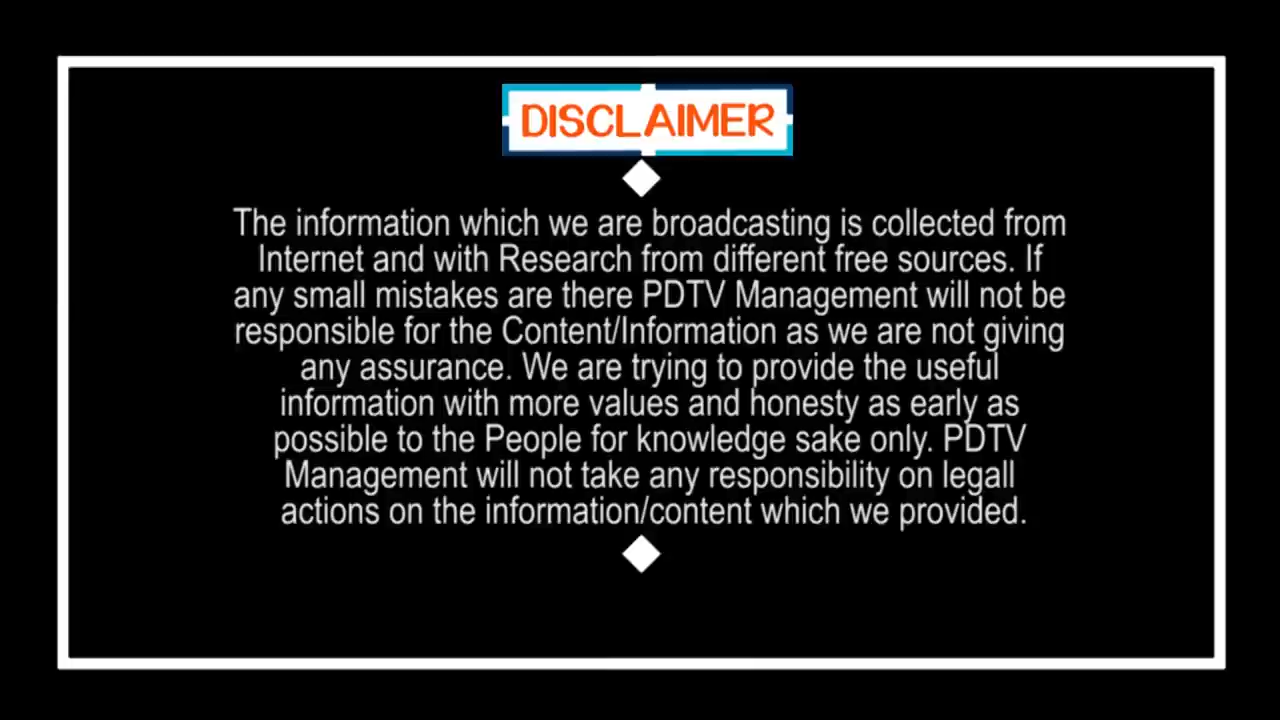 DISCLAIMER
The information which we are broadcasting is collected from
Internet and with Research from different free sources. If
any small mistakes are there PDTV Management will not be
responsible for the Content/Information as we are not giving
any assurance. We are trying to provide the useful
information with more values and honesty as early as
possible to the People for knowledge sake only. PDTV
Management will not take any responsibility on legall
actions on the information/content which we provided.